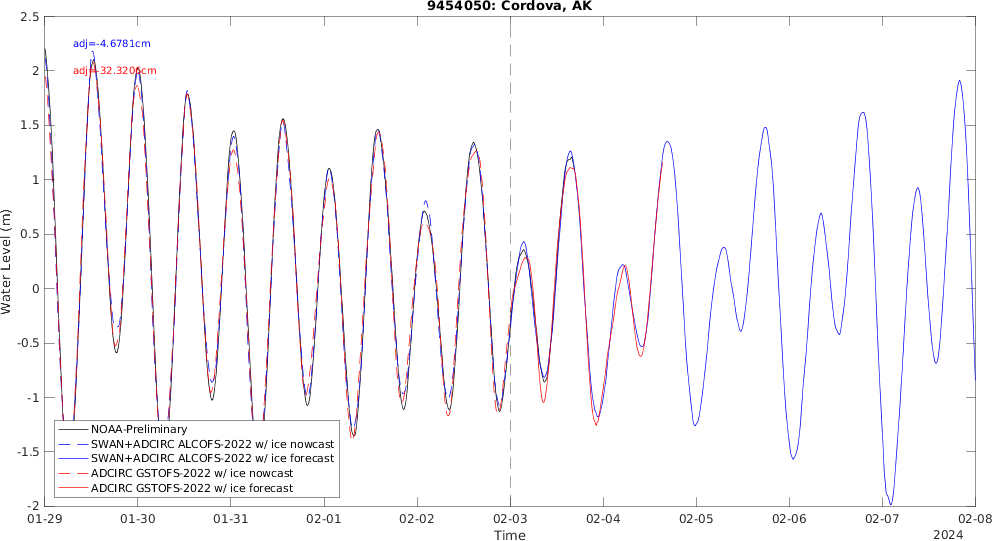 9454050: Cordova, AK
adj=-4.6781cm
adj=-32.3206cm
Water Level (m)
2.5
2
1.5
1
0.5
0
-0.5
-1
-1.5
-2
NOAA-Preliminary
SWAN+ADCIRC ALCOFS-2022 w/ ice nowcast
SWAN+ADCIRC ALCOFS-2022 w/ ice forecast
ADCIRC GSTOFS-2022 w/ ice nowcast
ADCIRC GSTOFS-2022 w/ ice forecast
01-29 01-30 01-31 02-01 02-02 02-03 02-04 02-05 02-06 02-07 02-08
Time
2024